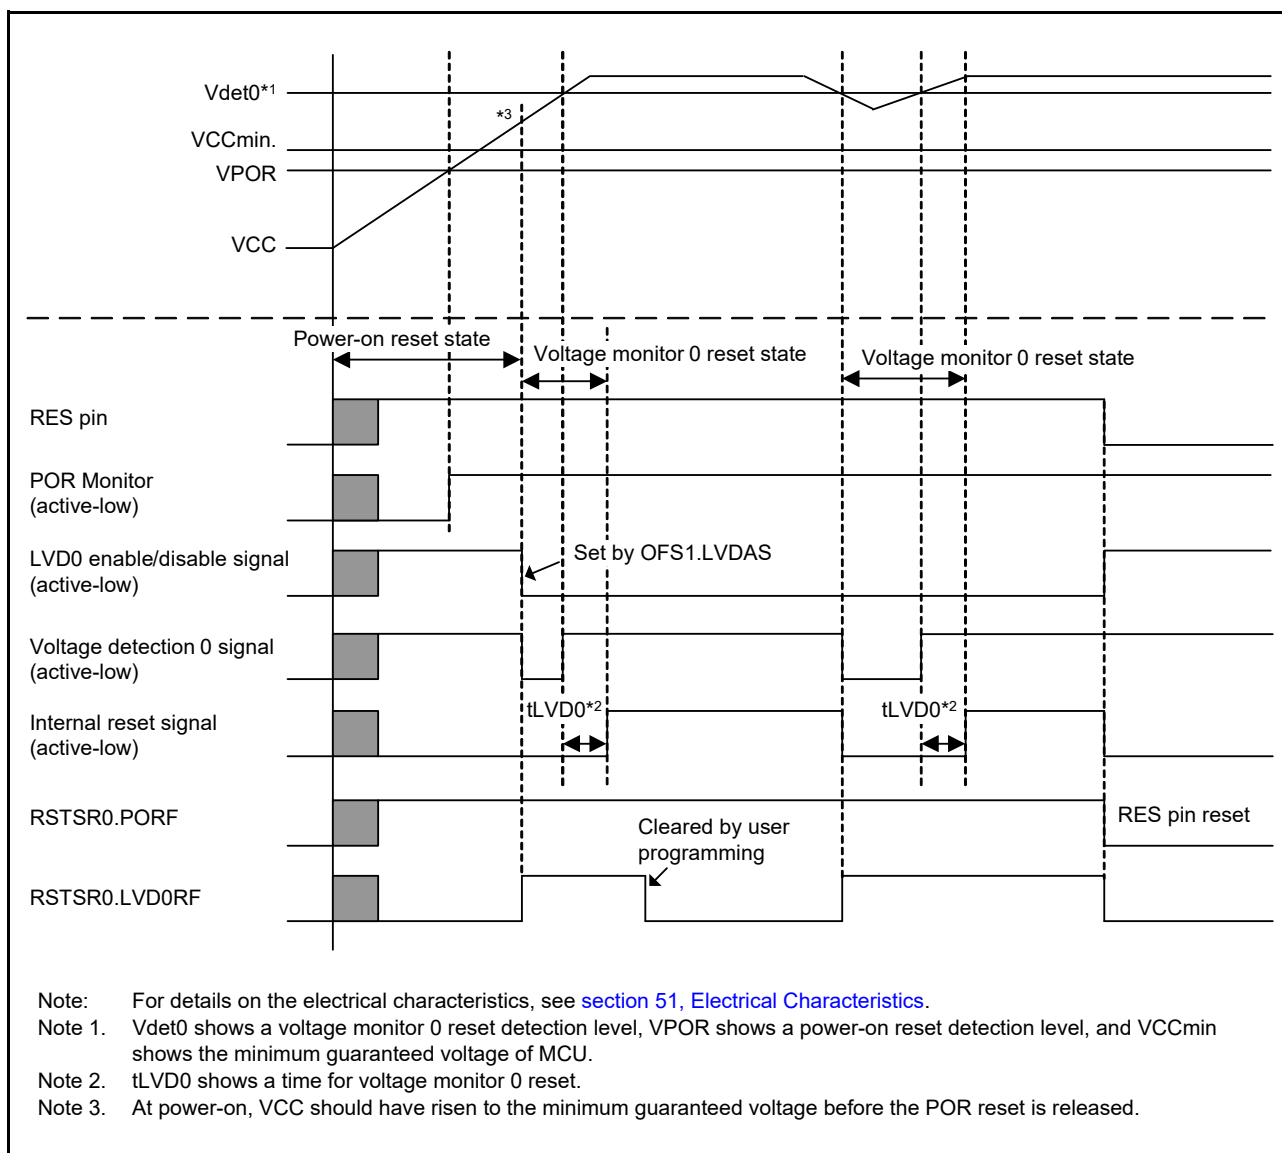 Vdet0*1
*3
VCCmin.
VPOR
VCC
Power-on reset state
Voltage monitor 0 reset state
Voltage monitor 0 reset state
RES pin
POR Monitor
(active-low)
LVD0 enable/disable signal
(active-low)
Set by OFS1.LVDAS
Voltage detection 0 signal
(active-low)
tLVD0*2
tLVD0*2
Internal reset signal
(active-low)
RSTSR0.PORF
RES pin reset
Cleared by user
programming
RSTSR0.LVD0RF
Note: For details on the electrical characteristics, see section 51, Electrical Characteristics.
Note 1. Vdet0 shows a voltage monitor 0 reset detection level, VPOR shows a power-on reset detection level, and VCCmin
shows the minimum guaranteed voltage of MCU.
Note 2. tLVD0 shows a time for voltage monitor 0 reset.
Note 3. At power-on, VCC should have risen to the minimum guaranteed voltage before the POR reset is released.